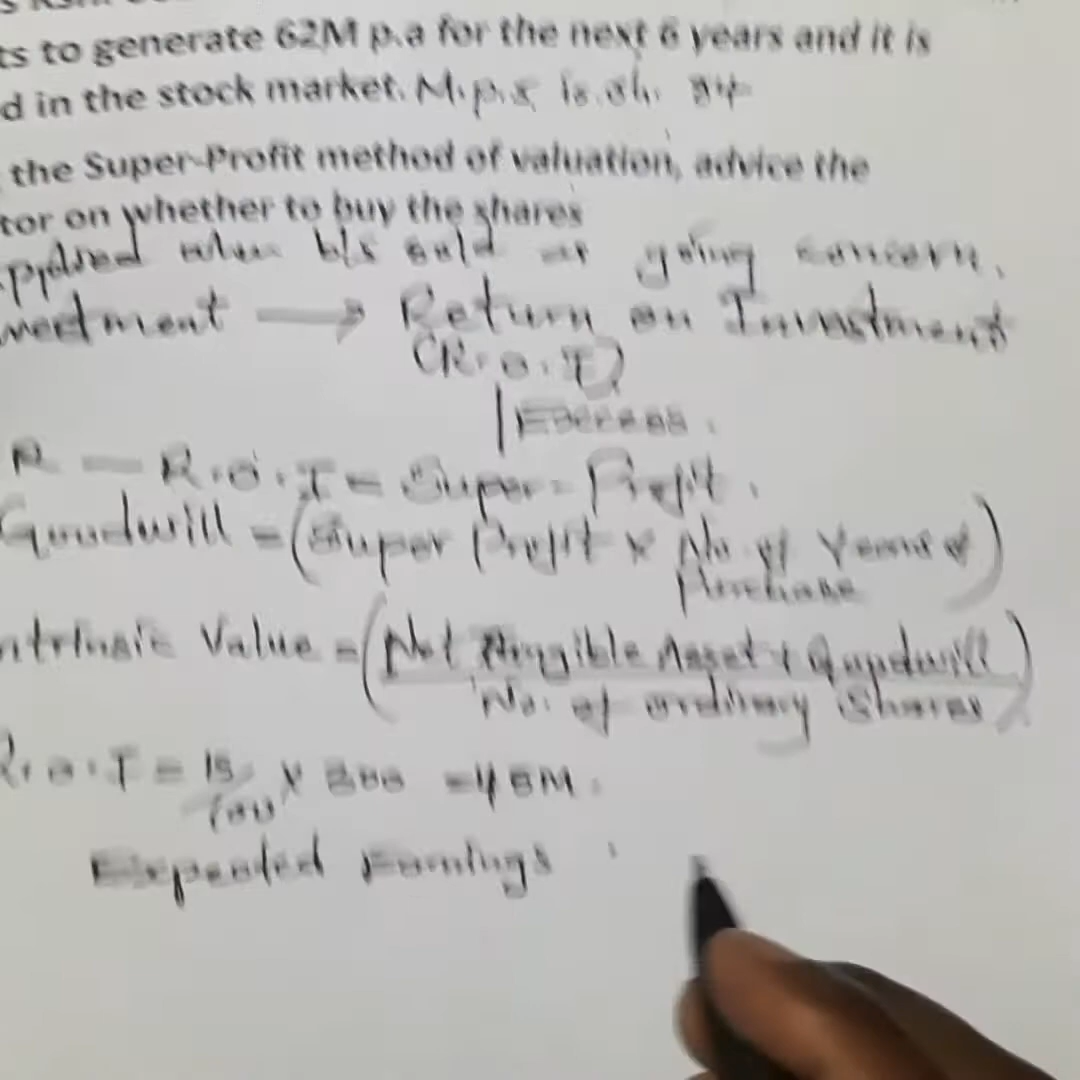 ts to generate 62M p.a for the next 6 years and it is
d in the stock market. M.p.s is sh. 34
the Super-Profit method of valuation, advice the
tor on whether to buy the shares
when b/s sold as going concern.
vestment → Return on Investment
(R.O.I)
| Excess.
R — R.O.I = Super-Profit.
Goodwill = (Super Profit x No. of Years of
Purchase)
ntrinsic Value = (Net Tangible Asset + Goodwill
No. of ordinary Shares)
R.O.I = 15/100 x 300 = 45M.
Expected Earnings